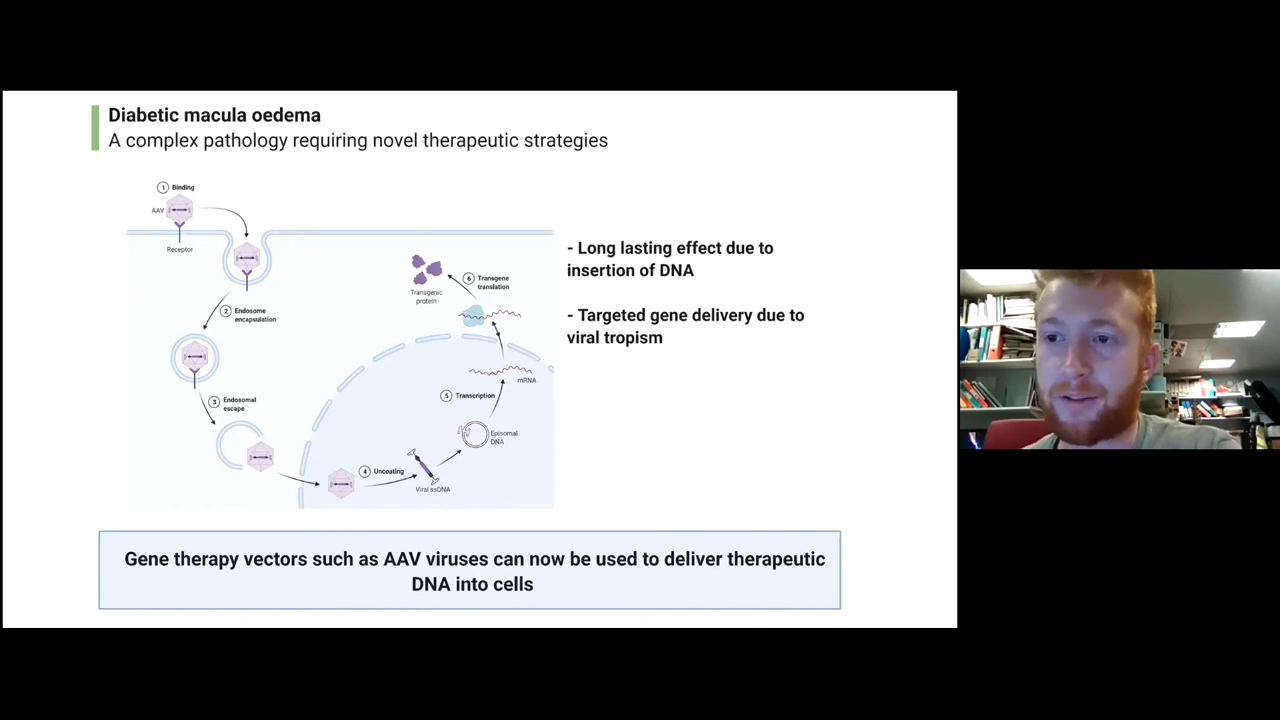 Diabetic macula oedema
A complex pathology requiring novel therapeutic strategies
1 Binding
AAV
Receptor
2 Endosome
encapsulation
3 Endosomal
escape
4 Uncoating
Viral ssDNA
Episomal
DNA
5 Transcription
mRNA
6 Transgene
translation
Transgenic
protein
- Long lasting effect due to
insertion of DNA
- Targeted gene delivery due to
viral tropism
Gene therapy vectors such as AAV viruses can now be used to deliver therapeutic
DNA into cells